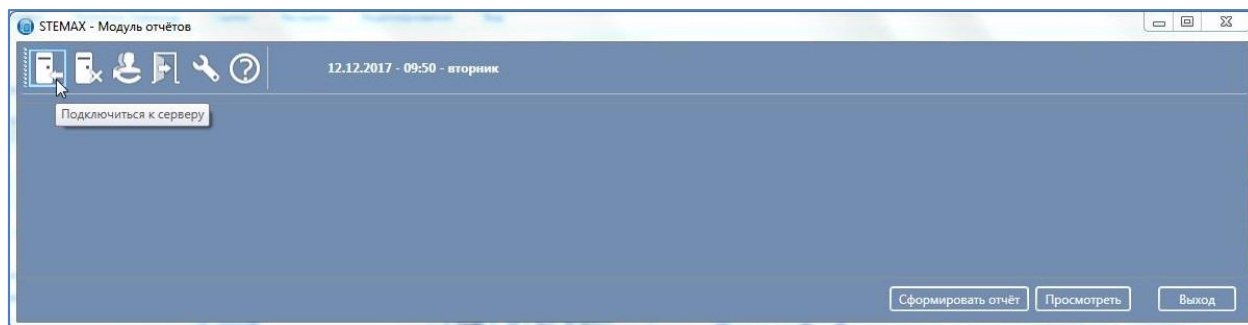 STEMAX - Модуль отчётов
12.12.2017 - 09:50 - вторник
Подключиться к серверу
Сформировать отчёт Просмотреть Выход